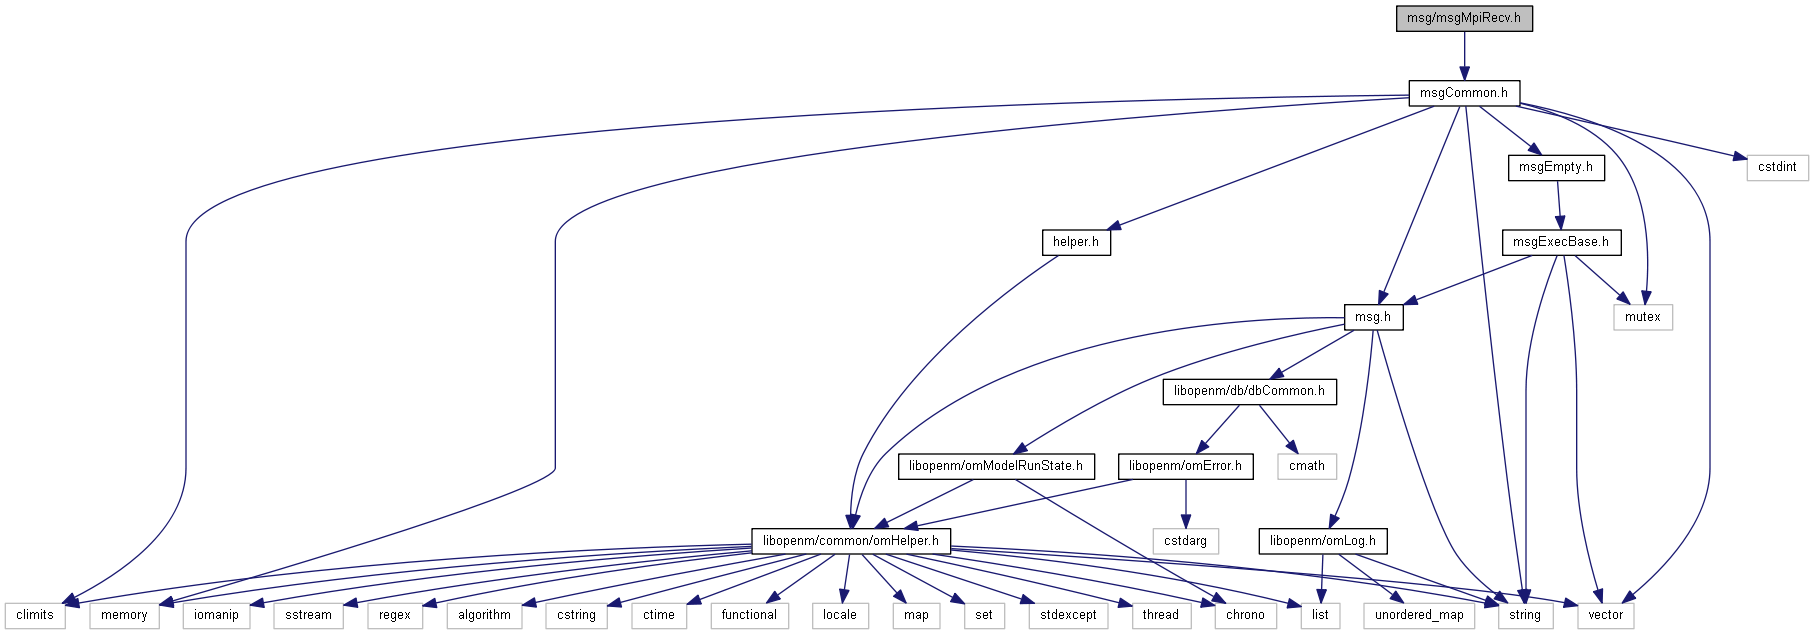 msg/msgMpiRecv.h
msgCommon.h
msgEmpty.h
cstdint
helper.h
msgExecBase.h
msg.h
mutex
libopenm/db/dbCommon.h
libopenm/omModelRunState.h
libopenm/omError.h
cmath
libopenm/common/omHelper.h
cstdarg
libopenm/omLog.h
climits
memory
iomanip
sstream
regex
algorithm
cstring
ctime
functional
locale
map
set
stdexcept
thread
chrono
list
unordered_map
string
vector